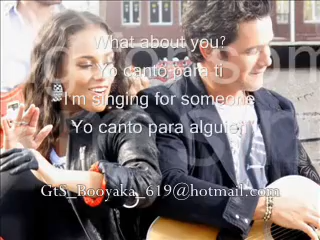 What about you?
Yo canto para ti
I'm singing for someone
Yo canto para alguien
GtS_Booyaka_619@hotmail.com